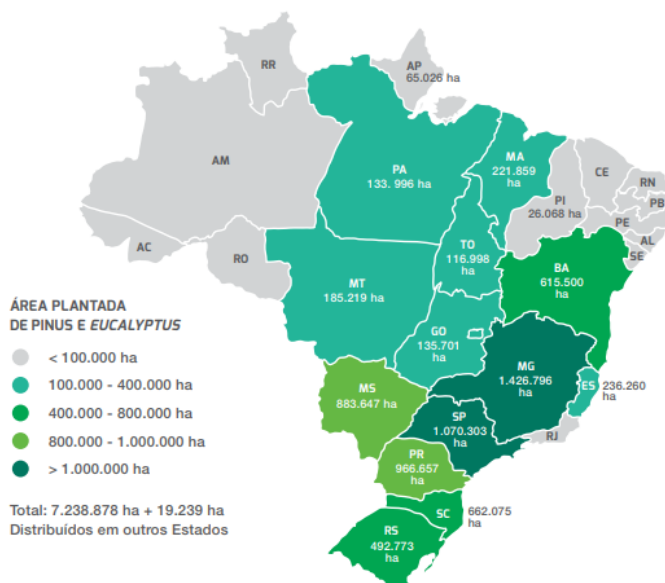 RR
AP
65.026 ha
AM
PA
133. 996 ha
MA
221.859
ha
CE
RN
PB
PI
26.068 ha
PE
AL
SE
AC
RO
TO
116.998
ha
MT
185.219 ha
BA
615.500
ha
GO
135.701
ha
MG
1.426.796
ha
ES
236.260
ha
MS
883.647 ha
SP
1.070.303
ha
RJ
PR
966.657
ha
SC
662.075
ha
RS
492.773
ha
ÁREA PLANTADA
DE PINUS E EUCALYPTUS
< 100.000 ha
100.000 - 400.000 ha
400.000 - 800.000 ha
800.000 - 1.000.000 ha
> 1.000.000 ha
Total: 7.238.878 ha + 19.239 ha
Distribuídos em outros Estados